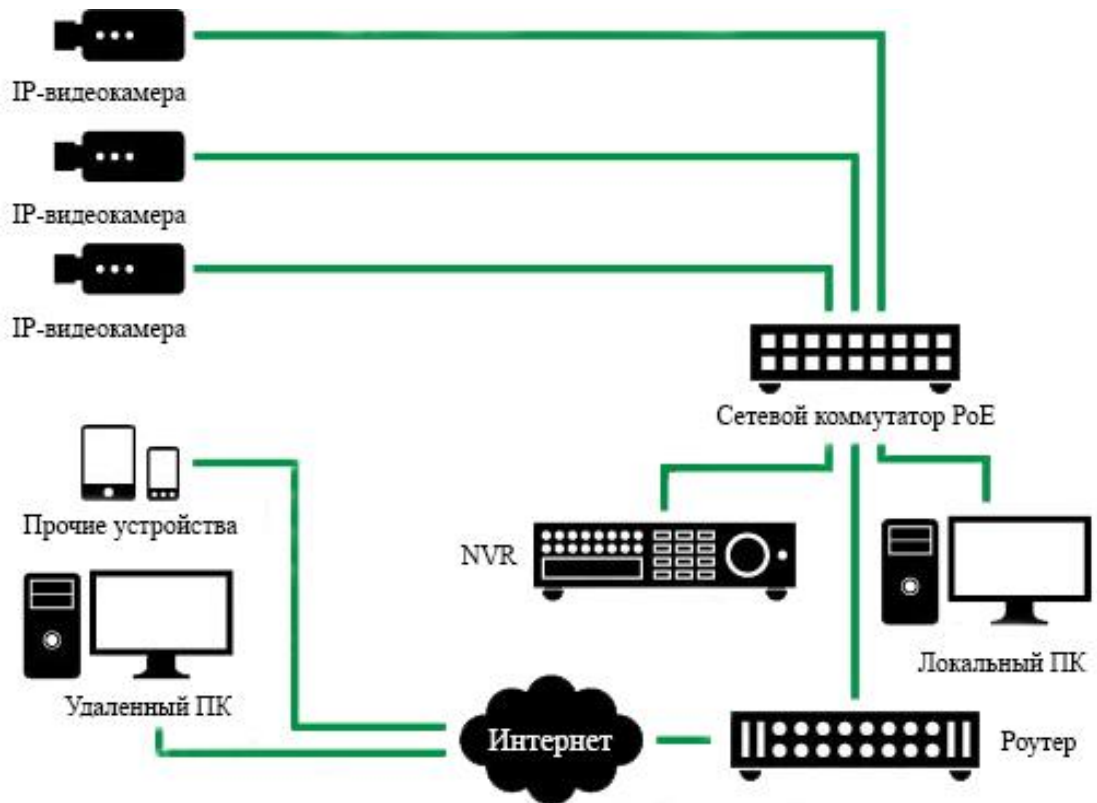 IP-видеокамера
IP-видеокамера
IP-видеокамера
Сетевой коммутатор PoE
Прочие устройства
NVR
Локальный ПК
Удаленный ПК
Интернет
Роутер